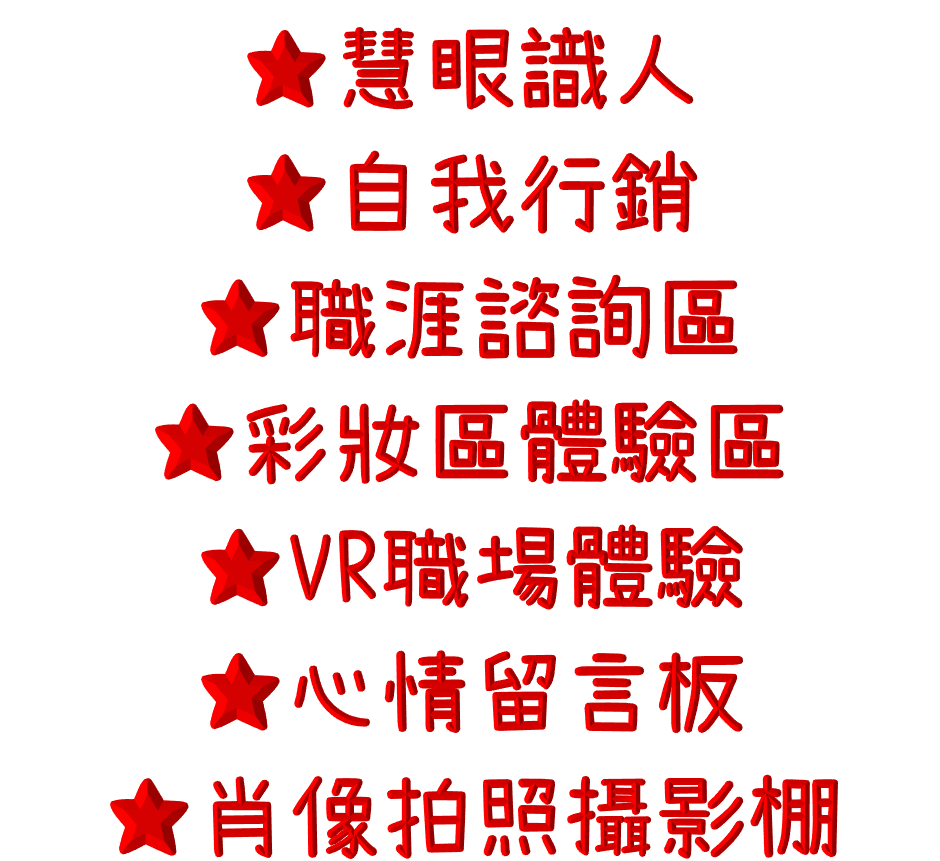 ★慧眼識人
★自我行銷
★職涯諮詢區
★彩妝區體驗區
★VR職場體驗
★心情留言板
★肖像拍照攝影棚